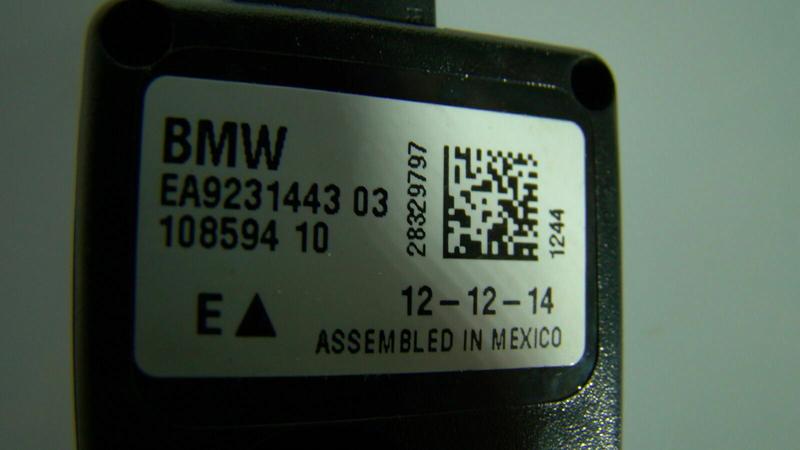 BMW
EA9231443 03
108594 10
28329797
1244
E
12-12-14
ASSEMBLED IN MEXICO